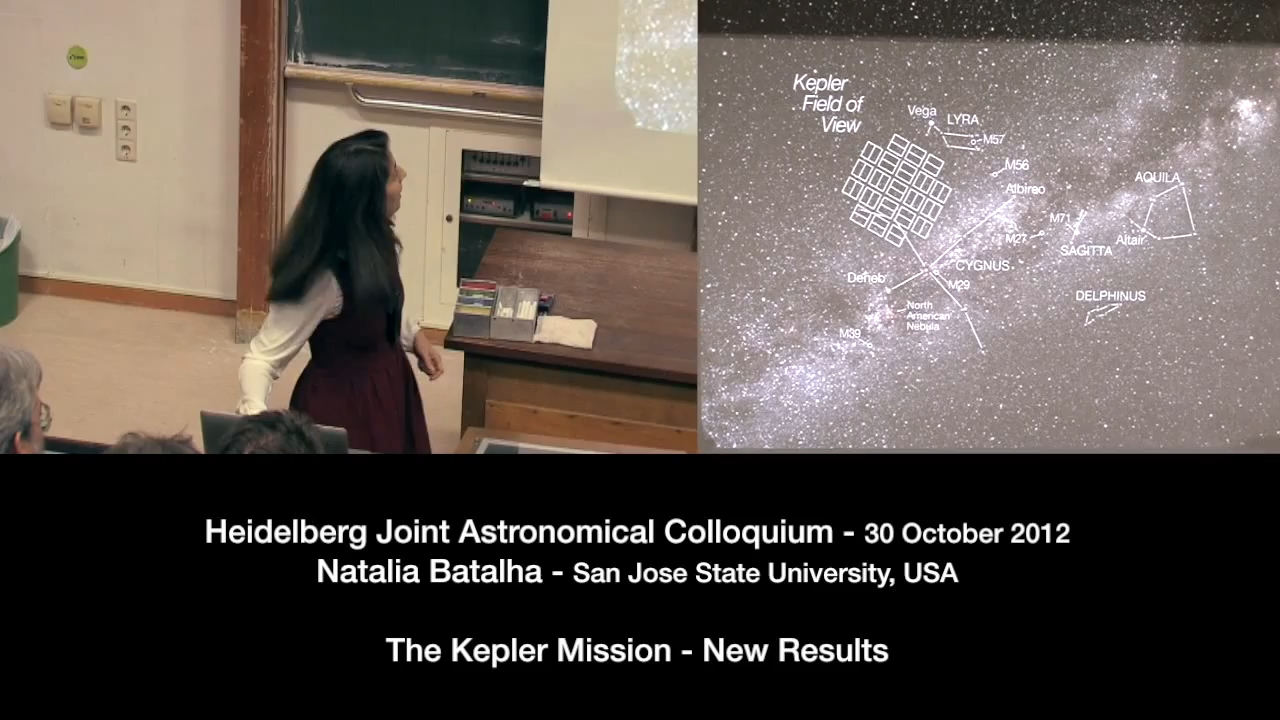 Kepler
Field of
View
Vega
LYRA
M57
M56
Albireo
AQUILA
M71
M27
Altair
SAGITTA
CYGNUS
Deneb
M29
DELPHINUS
North
American
Nebula
M39
Heidelberg Joint Astronomical Colloquium - 30 October 2012
Natalia Batalha - San Jose State University, USA
The Kepler Mission - New Results